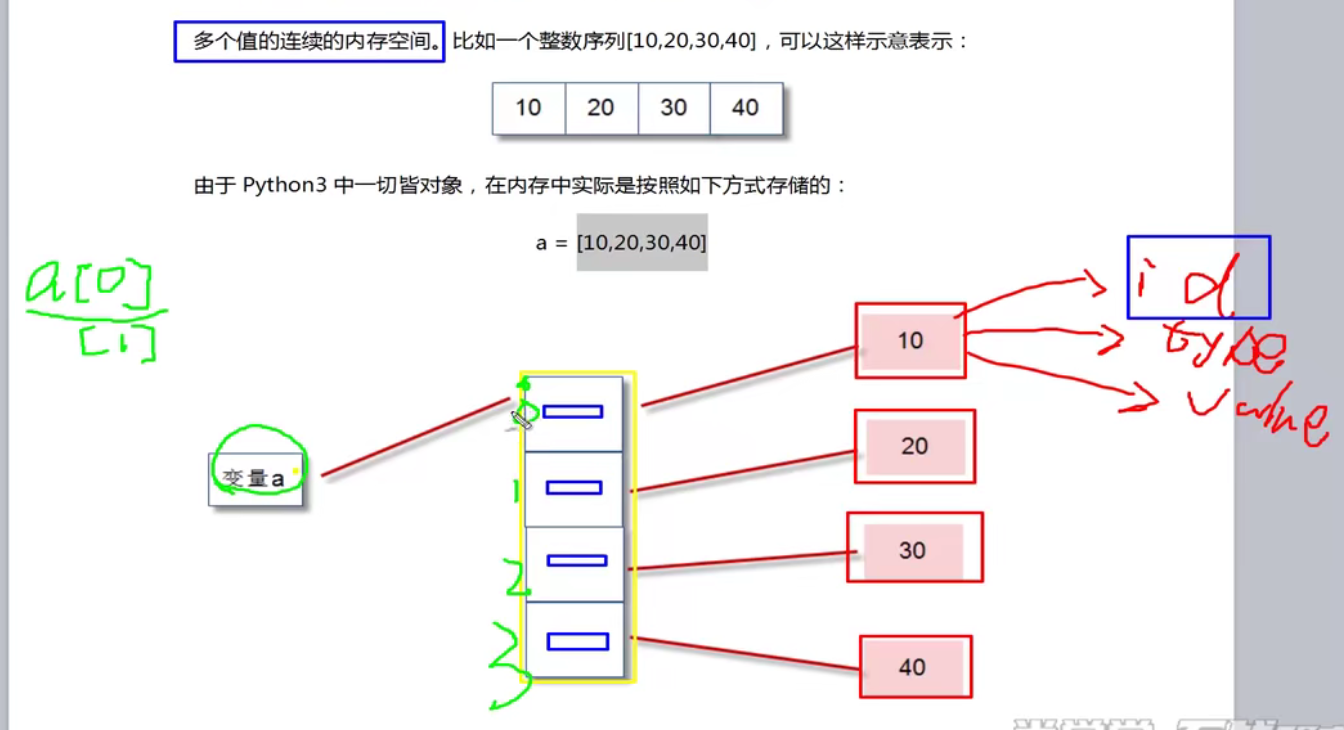 多个值的连续的内存空间。比如一个整数序列[10,20,30,40]，可以这样示意表示：
10 20 30 40
由于 Python3 中一切皆对象，在内存中实际是按照如下方式存储的：
a = [10,20,30,40]
a[0]
[1]
id
type
value
10
20
30
40
变量a
0
1
2
3